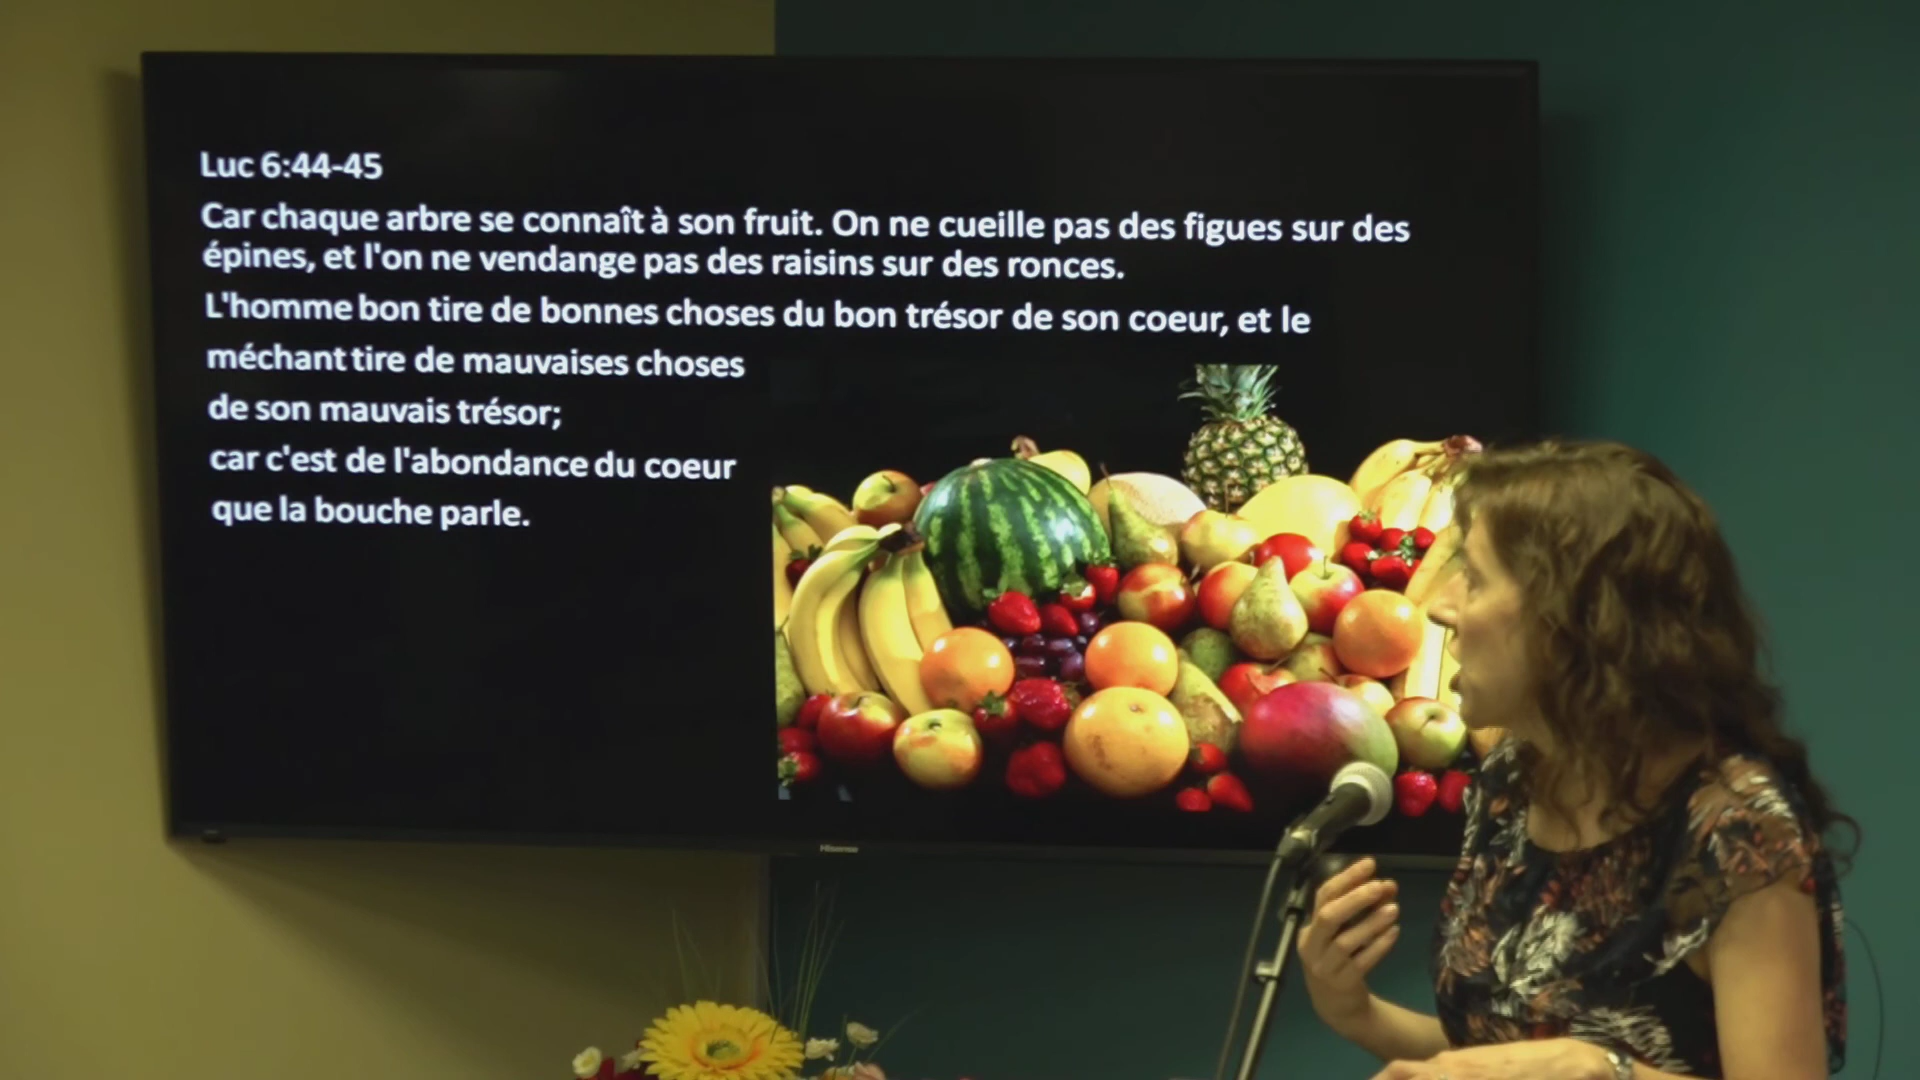 Luc 6:44-45
Car chaque arbre se connaît à son fruit. On ne cueille pas des figues sur des
épines, et l'on ne vendange pas des raisins sur des ronces.
L'homme bon tire de bonnes choses du bon trésor de son coeur, et le
méchant tire de mauvaises choses
de son mauvais trésor;
car c'est de l'abondance du coeur
que la bouche parle.
Hisense